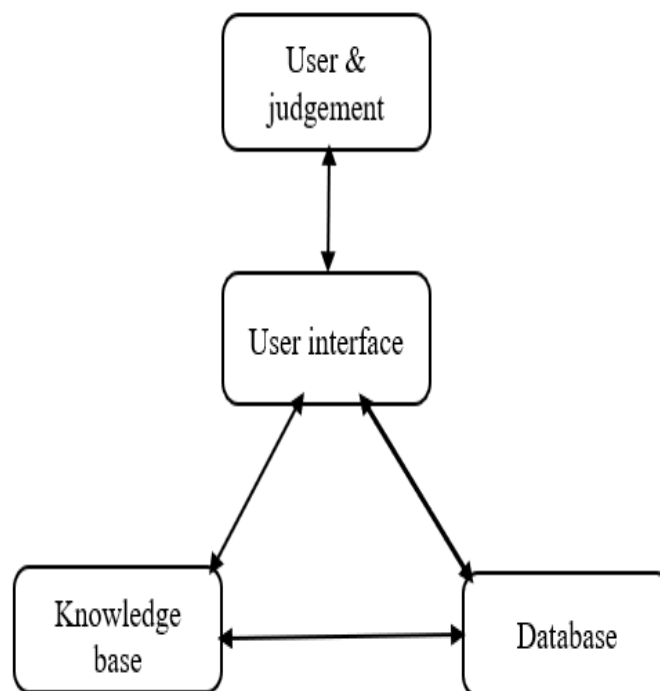 User &
judgement
User interface
Knowledge
base
Database